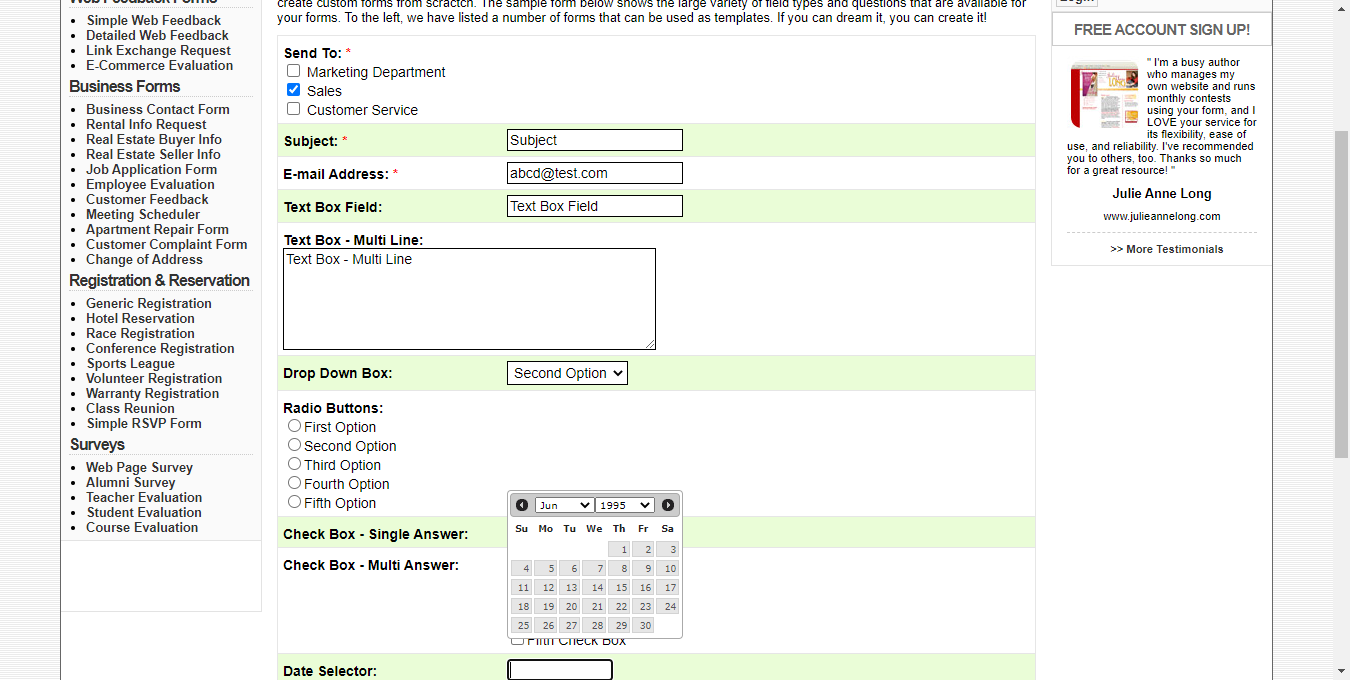 Web Feedback Forms
Simple Web Feedback
Detailed Web Feedback
Link Exchange Request
E-Commerce Evaluation
Business Forms
Business Contact Form
Rental Info Request
Real Estate Buyer Info
Real Estate Seller Info
Job Application Form
Employee Evaluation
Customer Feedback
Meeting Scheduler
Apartment Repair Form
Customer Complaint Form
Change of Address
Registration & Reservation
Generic Registration
Hotel Reservation
Race Registration
Conference Registration
Sports League
Volunteer Registration
Warranty Registration
Class Reunion
Simple RSVP Form
Surveys
Web Page Survey
Alumni Survey
Teacher Evaluation
Student Evaluation
Course Evaluation
create custom forms from scractch. The sample form below shows the large variety of field types and questions that are available for
your forms. To the left, we have listed a number of forms that can be used as templates. If you can dream it, you can create it!
Send To: *
Marketing Department
Sales
Customer Service
Subject: * Subject
E-mail Address: * abcd@test.com
Text Box Field: Text Box Field
Text Box - Multi Line:
Text Box - Multi Line
Drop Down Box: Second Option
Radio Buttons:
First Option
Second Option
Third Option
Fourth Option
Fifth Option
Check Box - Single Answer:
Check Box - Multi Answer:
Jun 1995
Su Mo Tu We Th Fr Sa
1 2 3
4 5 6 7 8 9 10
11 12 13 14 15 16 17
18 19 20 21 22 23 24
25 26 27 28 29 30
Fifth Check Box
Date Selector:
Login
FREE ACCOUNT SIGN UP!
" I'm a busy author
who manages my
own website and runs
monthly contests
using your form, and I
LOVE your service for
its flexibility, ease of
use, and reliability. I've recommended
you to others, too. Thanks so much
for a great resource! "
Julie Anne Long
www.julieannelong.com
>> More Testimonials